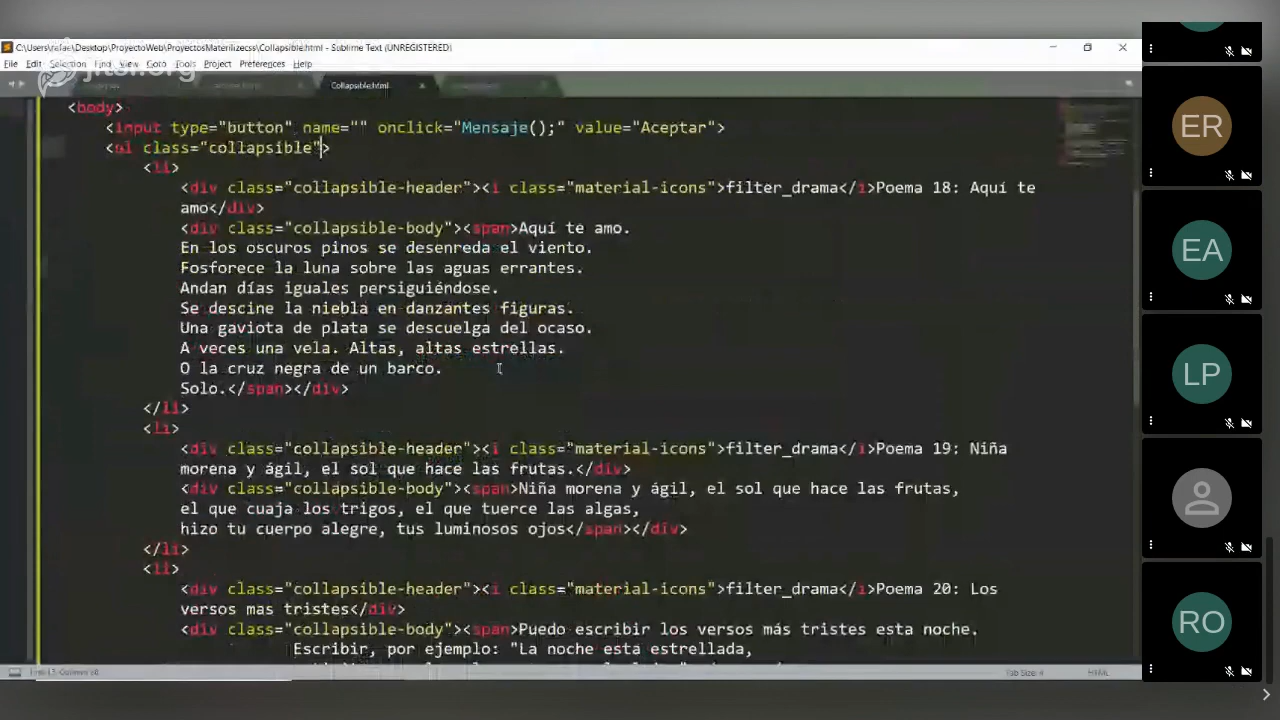 C:\Users\rafae\Desktop\ProyectoWeb\ProyectosMaterilizecss\Collapsible.html - Sublime Text (UNREGISTERED)
File Edit Selection Find View Goto Tools Project Preferences Help
jitsi.org
Collapsible.html
<body>
<input type="button" name="" onclick="Mensaje();" value="Aceptar">
<ul class="collapsible">
<li>
<div class="collapsible-header"><i class="material-icons">filter_drama</i>Poema 18: Aquí te
amo</div>
<div class="collapsible-body"><span>Aquí te amo.
En los oscuros pinos se desenreda el viento.
Fosforece la luna sobre las aguas errantes.
Andan días iguales persiguiéndose.
Se descine la niebla en danzantes figuras.
Una gaviota de plata se descuelga del ocaso.
A veces una vela. Altas, altas estrellas.
O la cruz negra de un barco.
Solo.</span></div>
</li>
<li>
<div class="collapsible-header"><i class="material-icons">filter_drama</i>Poema 19: Niña
morena y ágil, el sol que hace las frutas.</div>
<div class="collapsible-body"><span>Niña morena y ágil, el sol que hace las frutas,
el que cuaja los trigos, el que tuerce las algas,
hizo tu cuerpo alegre, tus luminosos ojos</span></div>
</li>
<li>
<div class="collapsible-header"><i class="material-icons">filter_drama</i>Poema 20: Los
versos mas tristes</div>
<div class="collapsible-body"><span>Puedo escribir los versos más tristes esta noche.
Escribir, por ejemplo: "La noche esta estrellada,
Tab Size: 4 HTML
ER
EA
LP
RO